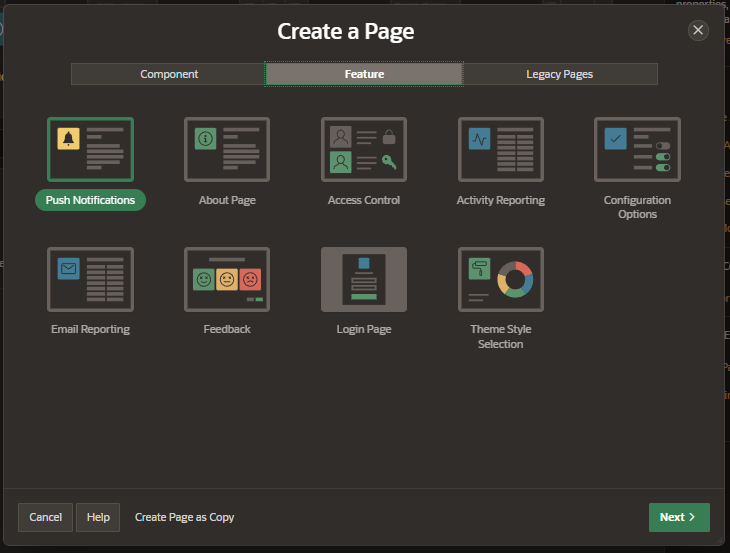 Create a Page
Component
Feature
Legacy Pages
Push Notifications
About Page
Access Control
Activity Reporting
Configuration
Options
Email Reporting
Feedback
Login Page
Theme Style
Selection
Cancel
Help
Create Page as Copy
Next